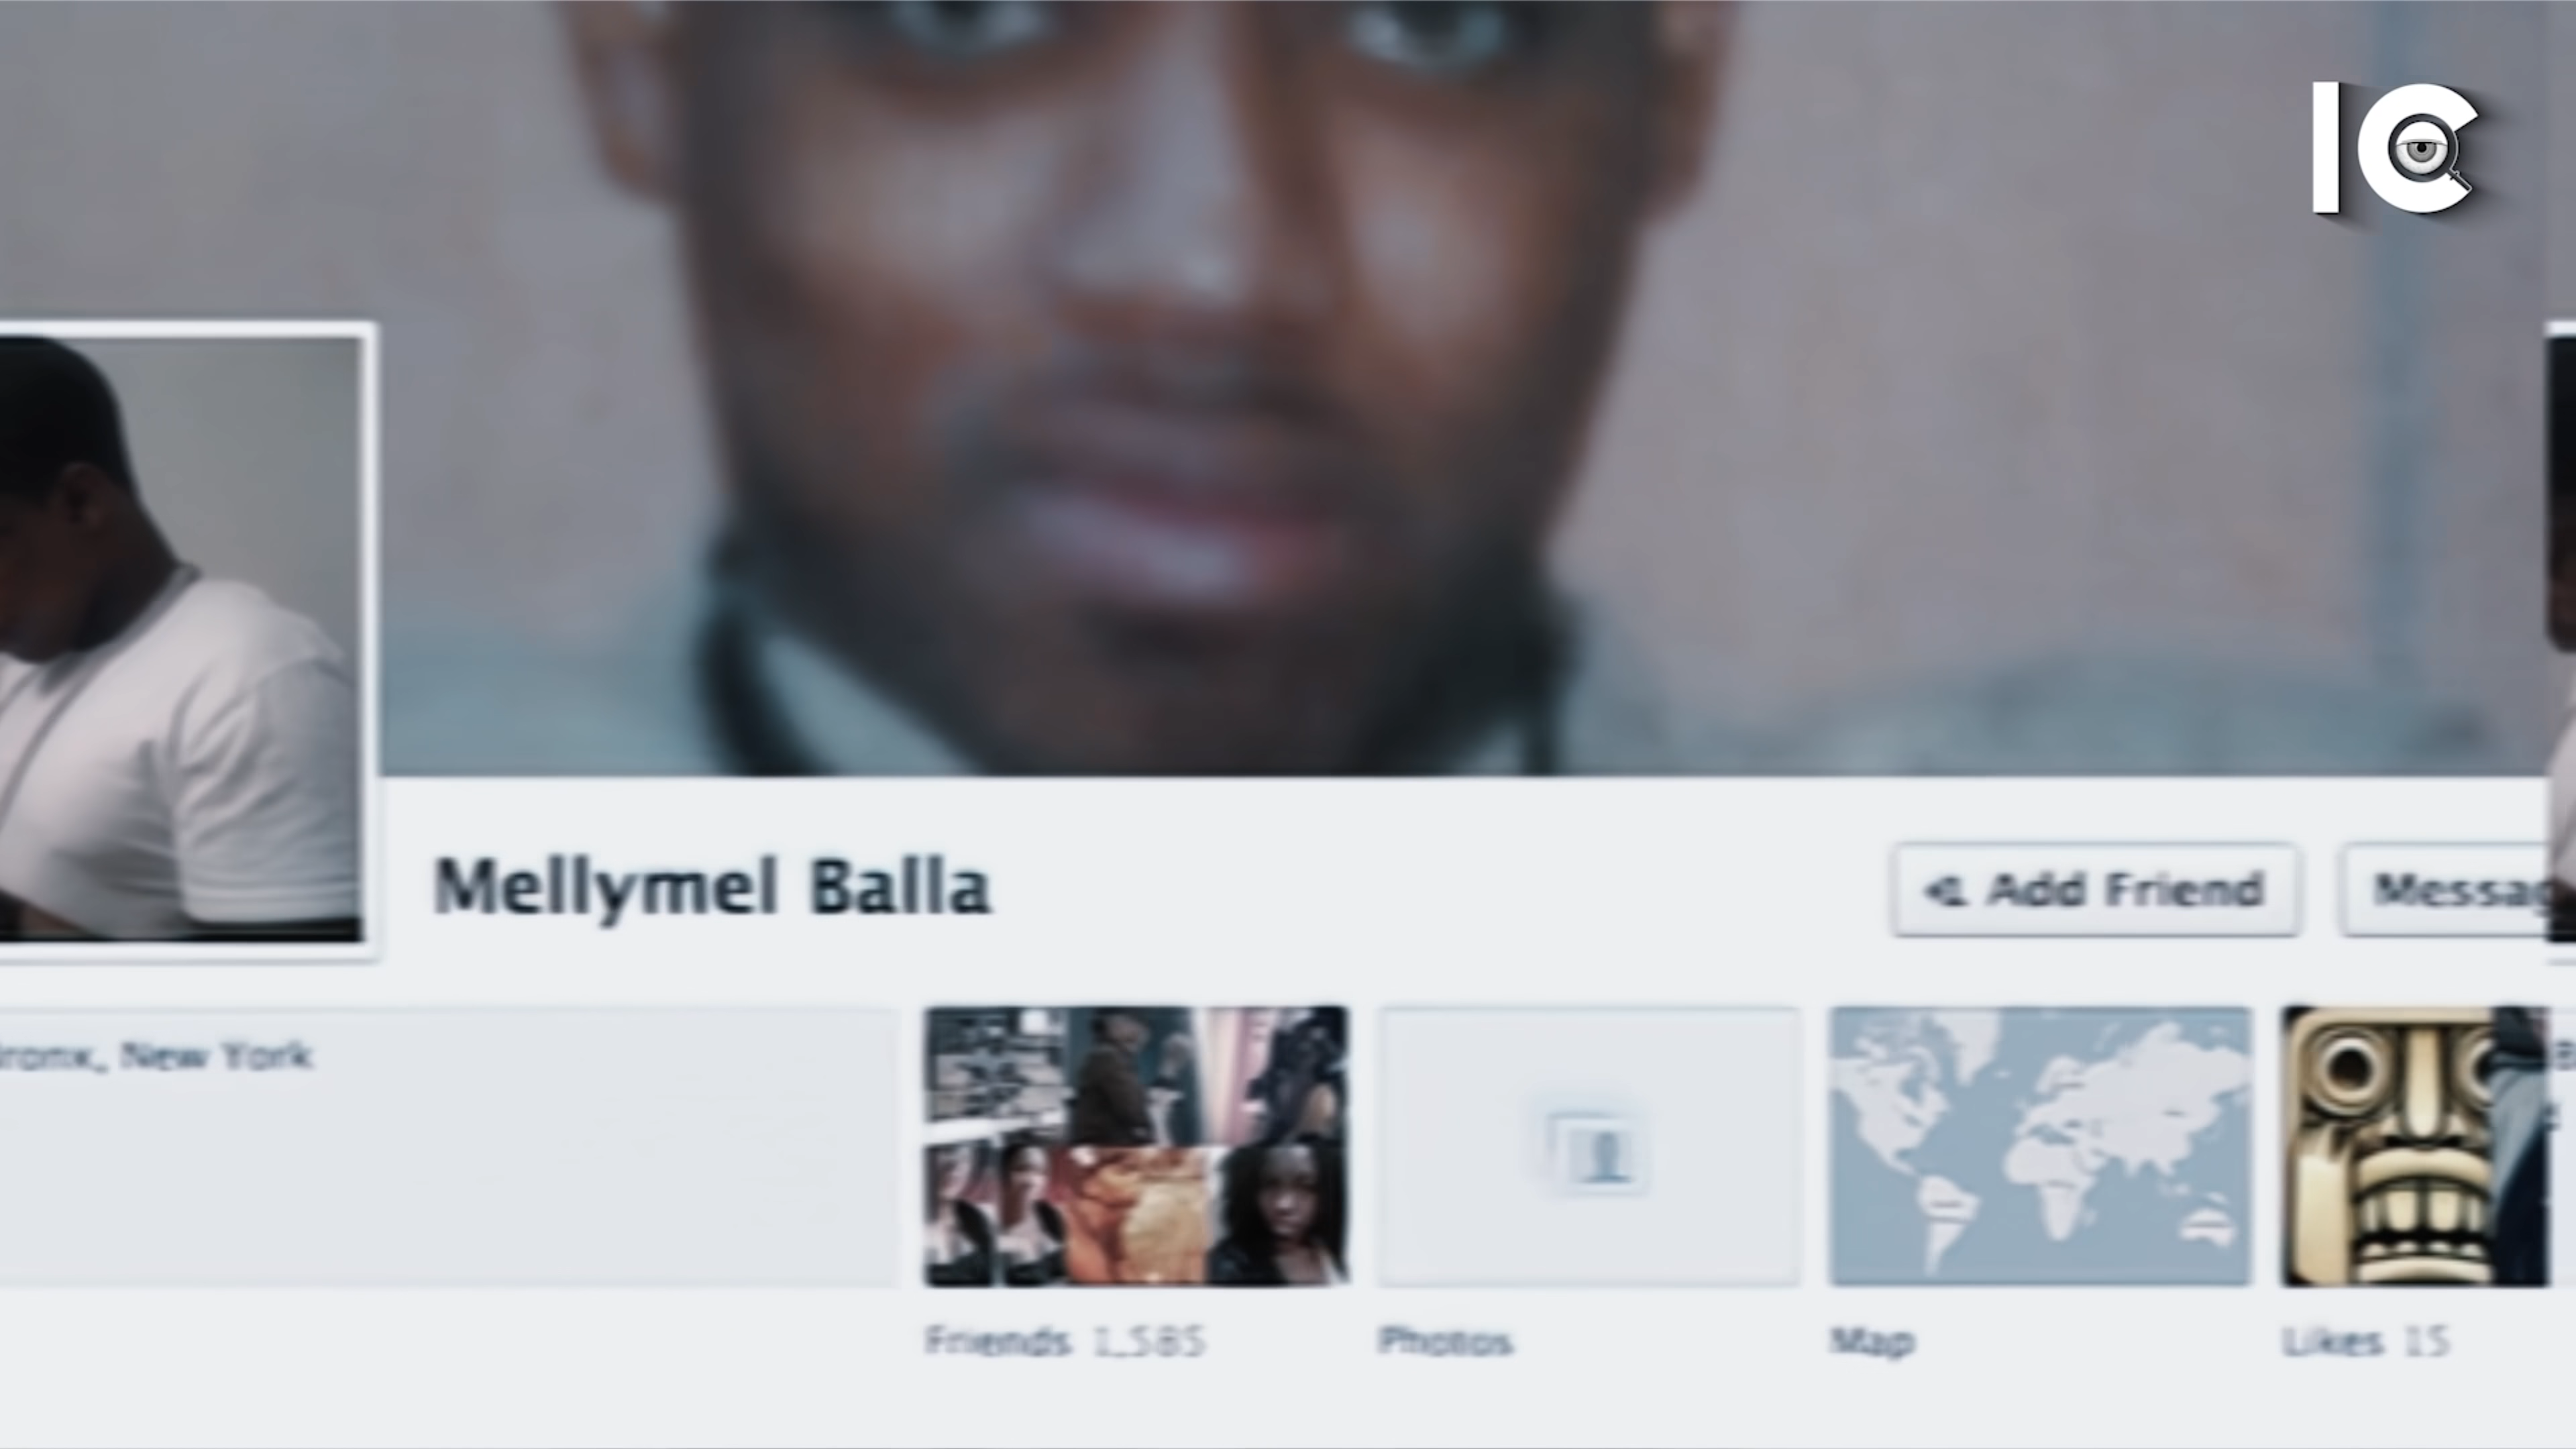 IC
Mellymel Balla
Add Friend
Messag
ronx, New York
Friends 1,585
Photos
Map
Likes 15